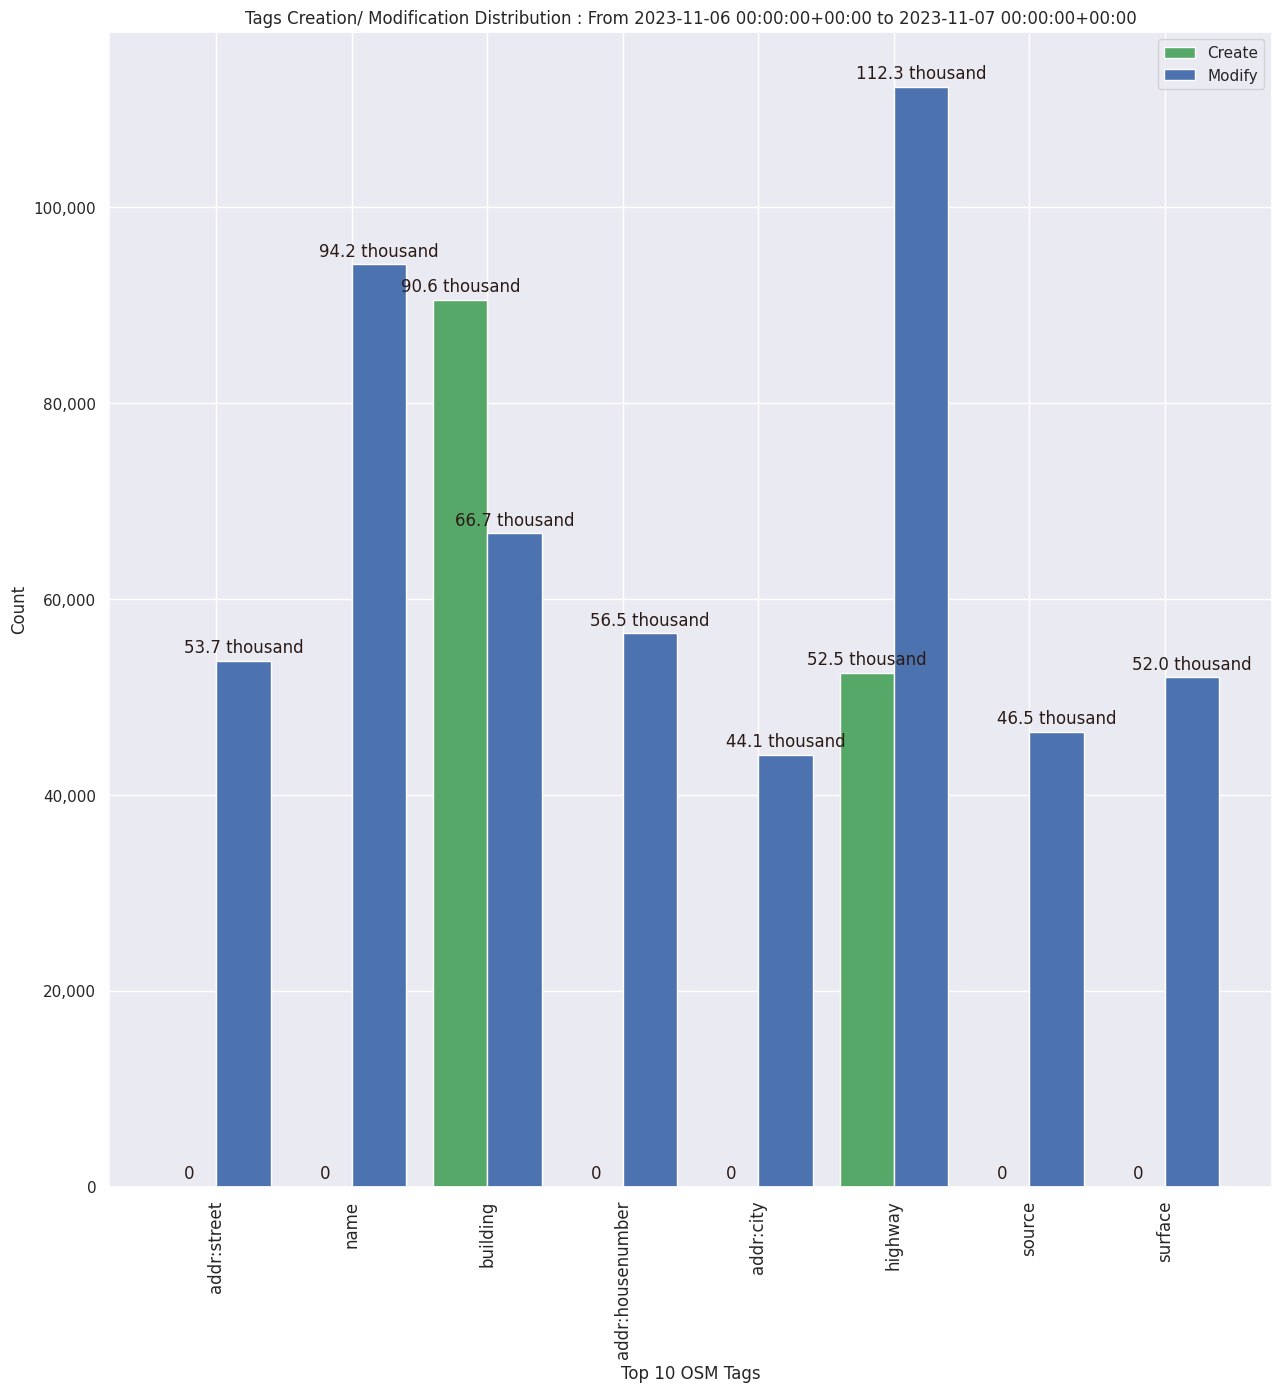 Tags Creation/ Modification Distribution : From 2023-11-06 00:00:00+00:00 to 2023-11-07 00:00:00+00:00
Create
Modify
112.3 thousand
94.2 thousand
90.6 thousand
66.7 thousand
56.5 thousand
53.7 thousand
52.5 thousand
52.0 thousand
46.5 thousand
44.1 thousand
0
0
0
0
0
0
100,000
80,000
60,000
40,000
20,000
0
Count
addr:street
name
building
addr:housenumber
addr:city
highway
source
surface
Top 10 OSM Tags